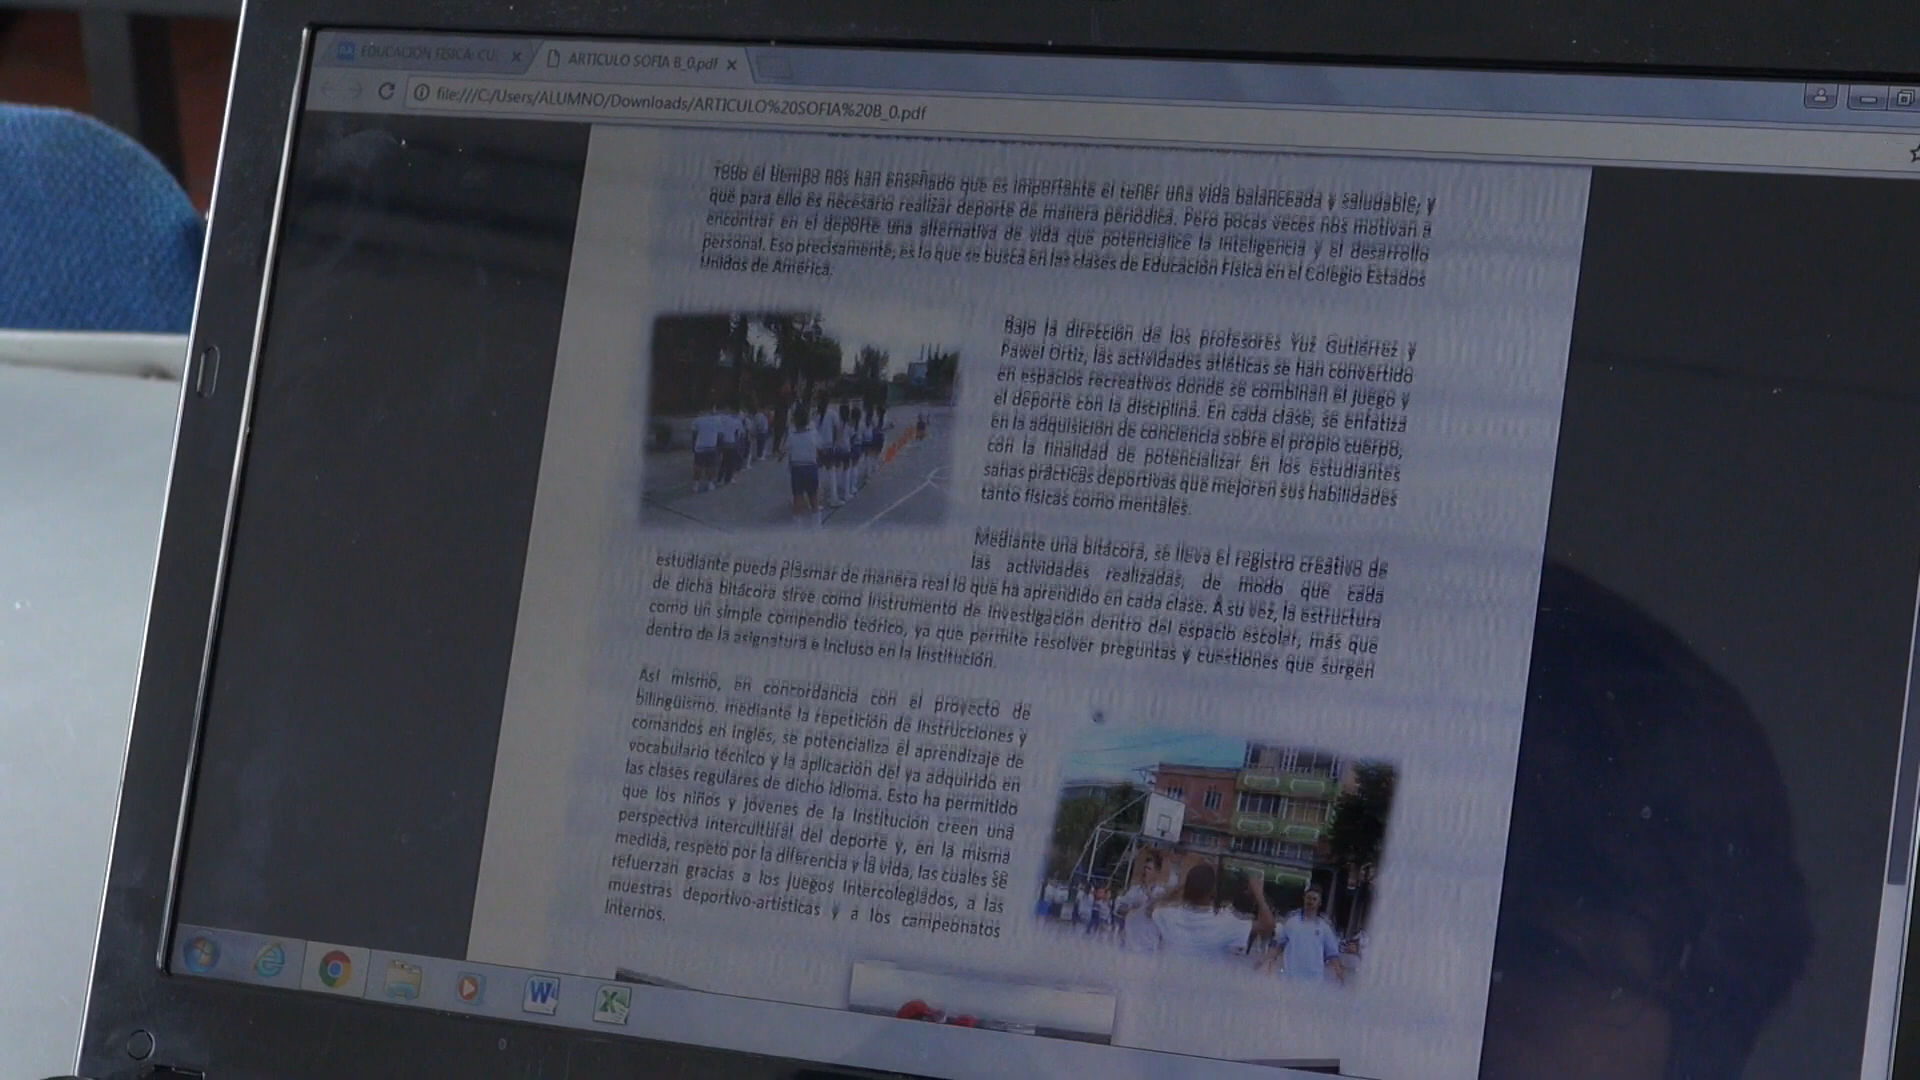 EDUCACIÓN FÍSICA: CU
ARTICULO SOFIA B_0.pdf
file:///C:/Users/ALUMNO/Downloads/ARTICULO%20SOFIA%20B_0.pdf
Todo el tiempo nos han enseñado que es importante el tener una vida balanceada y saludable, y
que para ello es necesario realizar deporte de manera periódica. Pero pocas veces nos motivan a
encontrar en el deporte una alternativa de vida que potencialice la inteligencia y el desarrollo
personal. Eso precisamente, es lo que se busca en las clases de Educación Física en el Colegio Estados
Unidos de América.
Bajo la dirección de los profesores Yuz Gutiérrez y
Pawel Ortiz, las actividades atléticas se han convertido
en espacios recreativos donde se combinan el juego y
el deporte con la disciplina. En cada clase, se enfatiza
en la adquisición de conciencia sobre el propio cuerpo,
con la finalidad de potencializar en los estudiantes
sanas prácticas deportivas que mejoren sus habilidades
tanto físicas como mentales.
Mediante una bitácora, se lleva el registro creativo de
las actividades realizadas, de modo que cada
estudiante pueda plasmar de manera real lo que ha aprendido en cada clase. A su vez, la estructura
de dicha bitácora sirve como instrumento de investigación dentro del espacio escolar, más que
como un simple compendio teórico, ya que permite resolver preguntas y cuestiones que surgen
dentro de la asignatura e incluso en la Institución.
Así mismo, en concordancia con el proyecto de
bilingüismo, mediante la repetición de instrucciones y
comandos en inglés, se potencializa el aprendizaje de
vocabulario técnico y la aplicación del ya adquirido en
las clases regulares de dicho idioma. Esto ha permitido
que los niños y jóvenes de la Institución creen una
perspectiva intercultural del deporte y, en la misma
medida, respeto por la diferencia y la vida, las cuales se
refuerzan gracias a los juegos intercolegiados, a las
muestras deportivo-artísticas y a los campeonatos
internos.